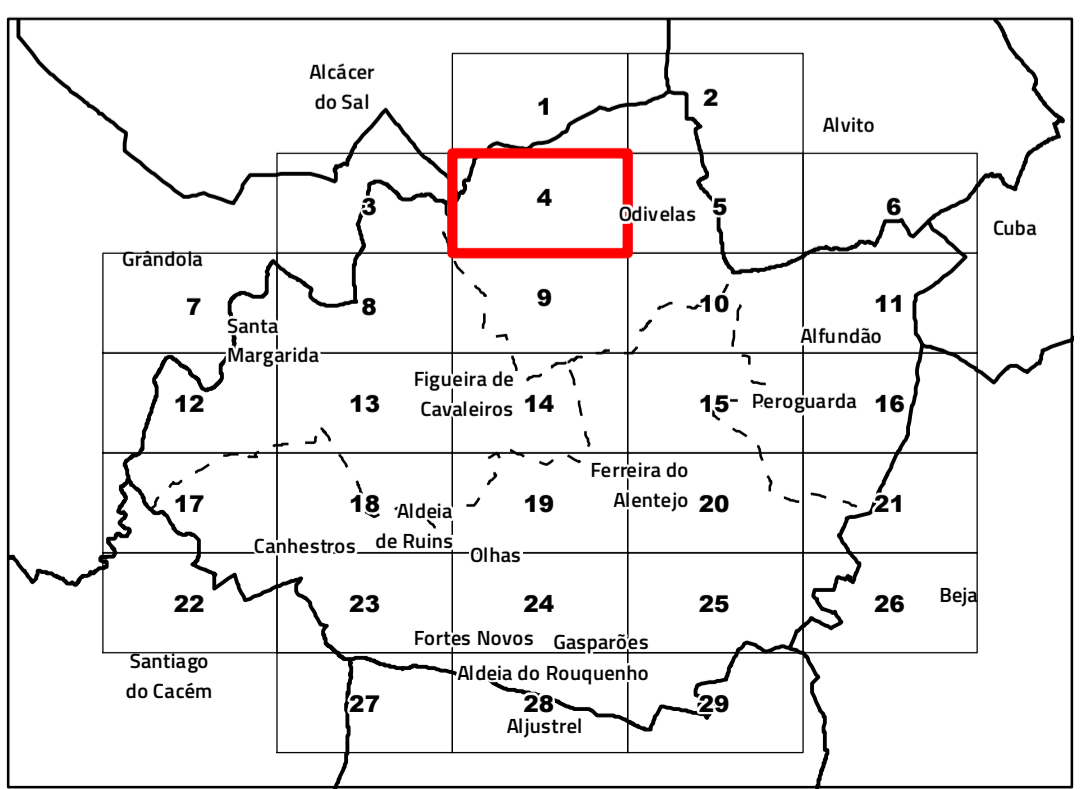 Alcácer
do Sal
1
2
Alvito
3
4
Odivelas
5
6
Cuba
Grândola
7
8
9
10
11
Santa
Margarida
Alfundão
Figueira de
Cavaleiros
12
13
14
15
Peroguarda
16
Ferreira do
Alentejo
17
18
Aldeia
de Ruins
19
20
21
Canhestros
Olhas
22
23
24
25
26
Beja
Fortes Novos
Gasparões
Santiago
do Cacém
Aldeia do Rouquenho
27
28
29
Aljustrel